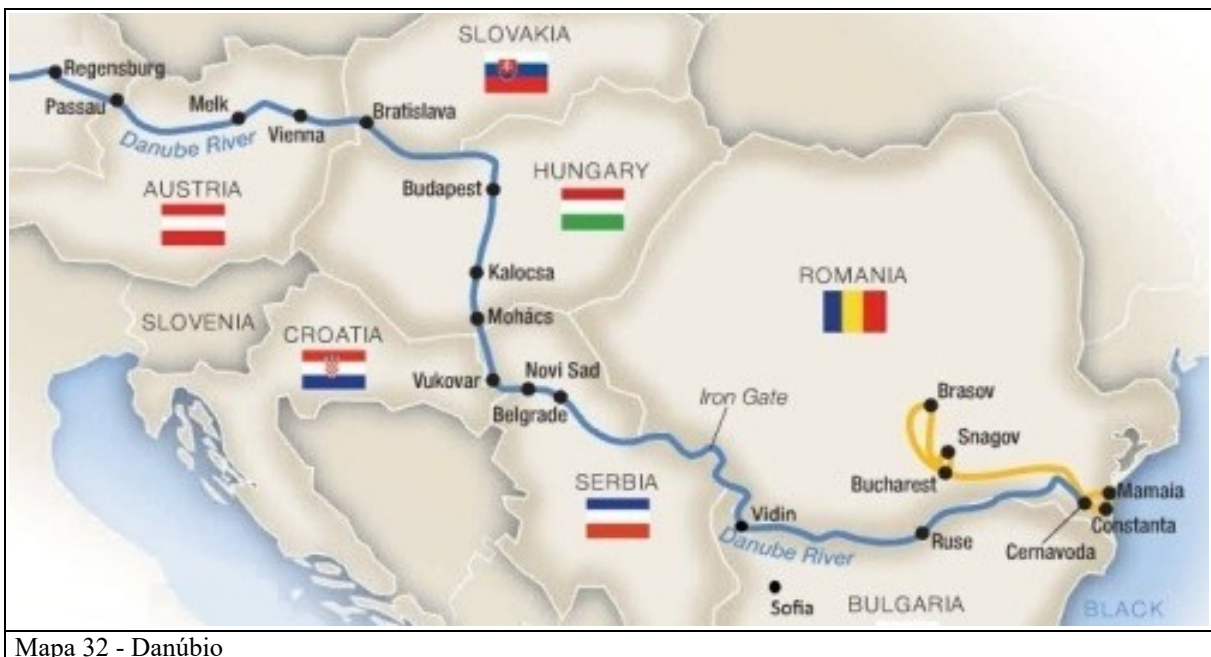 SLOVAKIA
Regensburg
Passau
Melk
Vienna
Bratislava
Danube River
AUSTRIA
Budapest
HUNGARY
Kalocsa
ROMANIA
Mohács
SLOVENIA
CROATIA
Vukovar
Novi Sad
Belgrade
Iron Gate
Brasov
Snagov
Bucharest
SERBIA
Mamaia
Constanta
Cernavoda
Vidin
Danube River
Ruse
Sofia
BULGARIA
BLACK
Mapa 32 - Danúbio